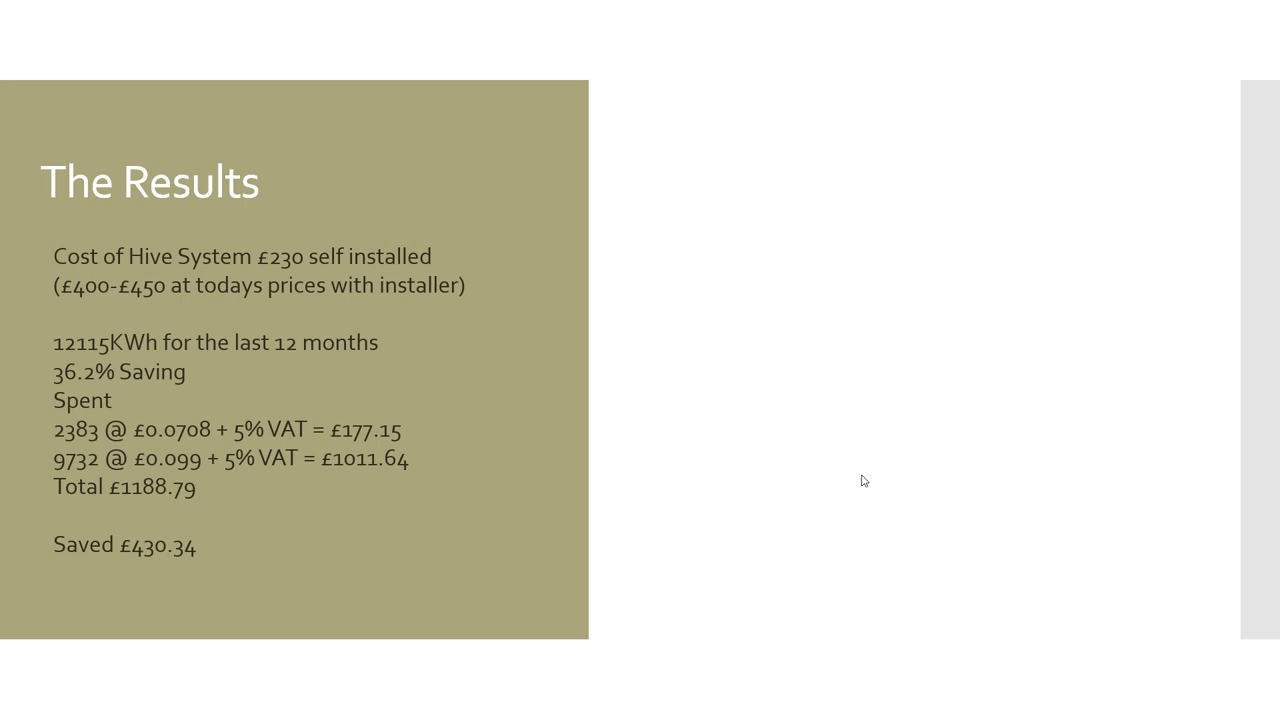 The Results
Cost of Hive System £230 self installed
(£400-£450 at todays prices with installer)
12115KWh for the last 12 months
36.2% Saving
Spent
2383 @ £0.0708 + 5% VAT = £177.15
9732 @ £0.099 + 5% VAT = £1011.64
Total £1188.79
Saved £430.34